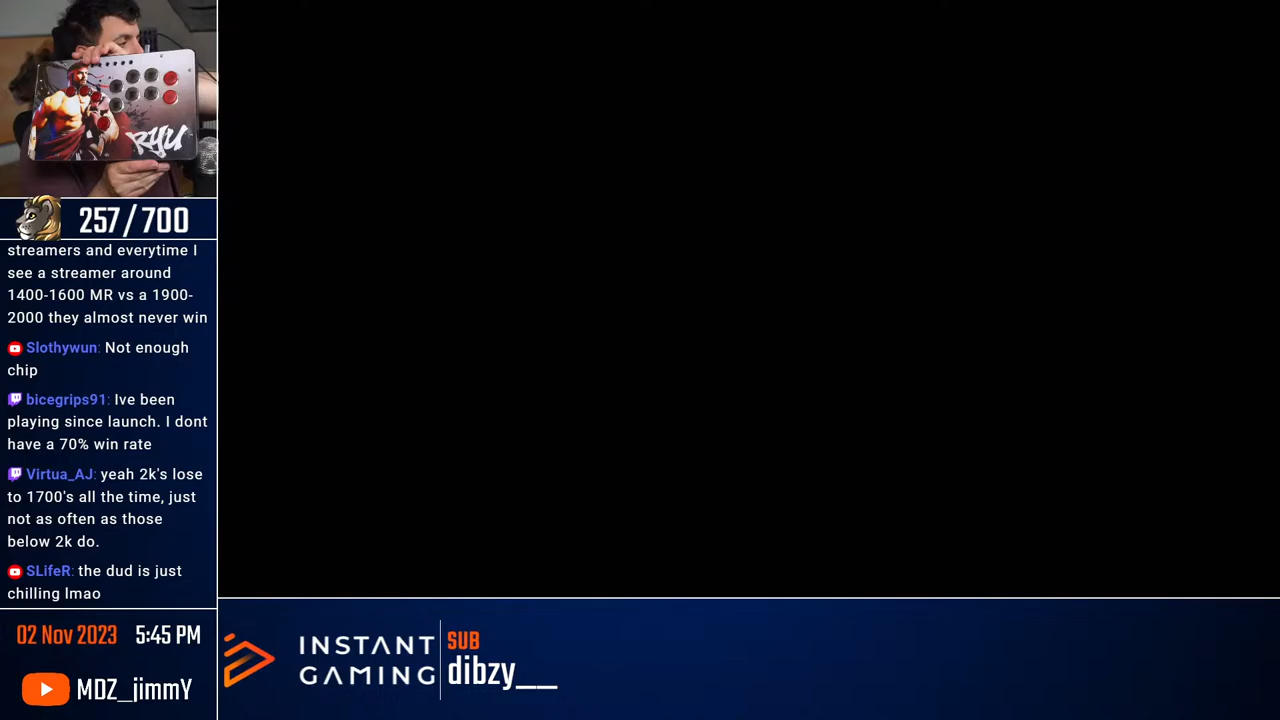 RYU
257/700
streamers and everytime I
see a streamer around
1400-1600 MR vs a 1900-
2000 they almost never win
Slothywun: Not enough
chip
bicegrips91: Ive been
playing since launch. I dont
have a 70% win rate
Virtua_AJ: yeah 2k's lose
to 1700's all the time, just
not as often as those
below 2k do.
SLifeR: the dud is just
chilling lmao
02 Nov 2023 5:45 PM
MDZ_jimmY
INSTANT
GAMING
SUB
dibzy__